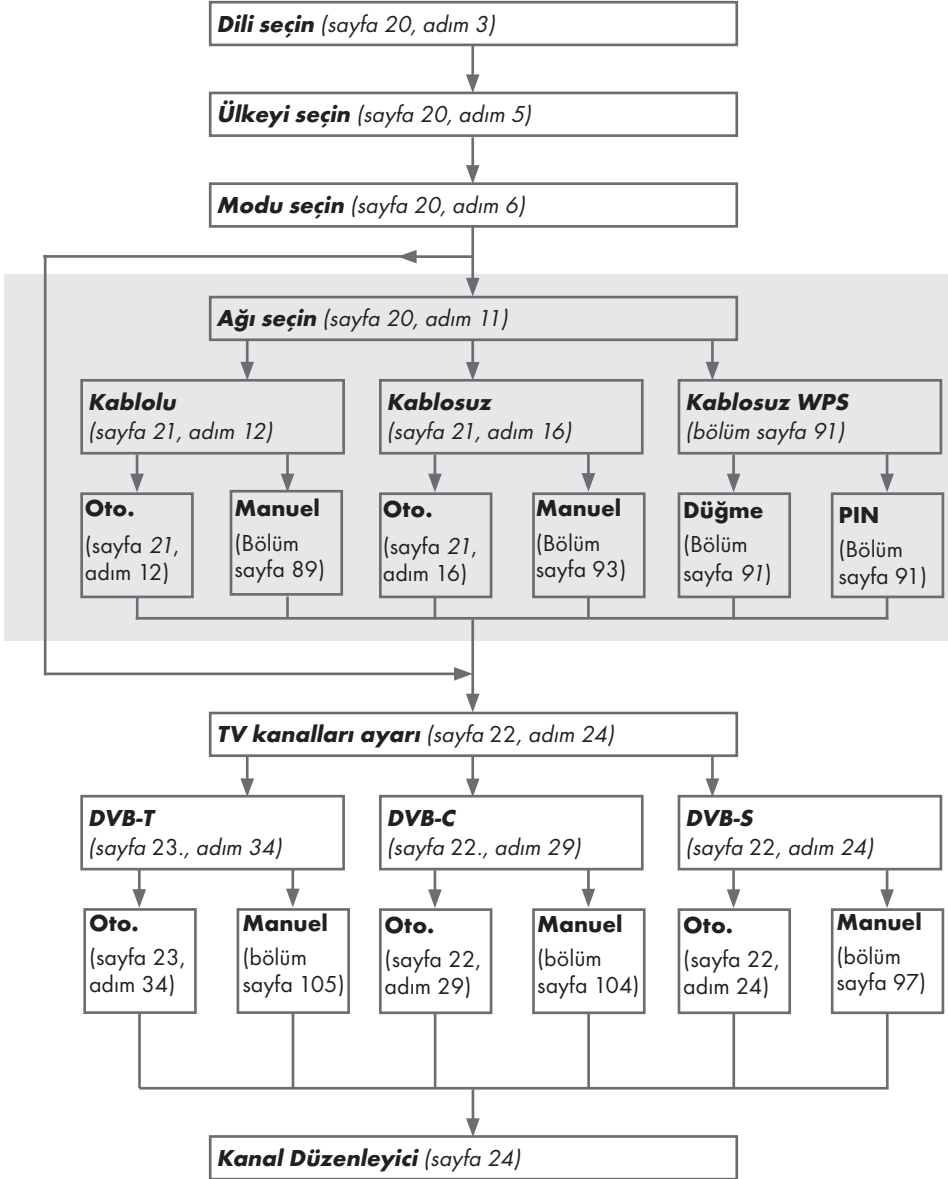 Dili seçin (sayfa 20, adım 3)
Ülkeyi seçin (sayfa 20, adım 5)
Modu seçin (sayfa 20, adım 6)
Ağı seçin (sayfa 20, adım 11)
Kablolu
(sayfa 21, adım 12)
Kablosuz
(sayfa 21, adım 16)
Kablosuz WPS
(bölüm sayfa 91)
Oto.
(sayfa 21,
adım 12)
Manuel
(Bölüm
sayfa 89)
Oto.
(sayfa 21,
adım 16)
Manuel
(Bölüm
sayfa 93)
Düğme
(Bölüm
sayfa 91)
PIN
(Bölüm
sayfa 91)
TV kanalları ayarı (sayfa 22, adım 24)
DVB-T
(sayfa 23., adım 34)
DVB-C
(sayfa 22., adım 29)
DVB-S
(sayfa 22, adım 24)
Oto.
(sayfa 23,
adım 34)
Manuel
(bölüm
sayfa 105)
Oto.
(sayfa 22,
adım 29)
Manuel
(bölüm
sayfa 104)
Oto.
(sayfa 22,
adım 24)
Manuel
(bölüm
sayfa 97)
Kanal Düzenleyici (sayfa 24)